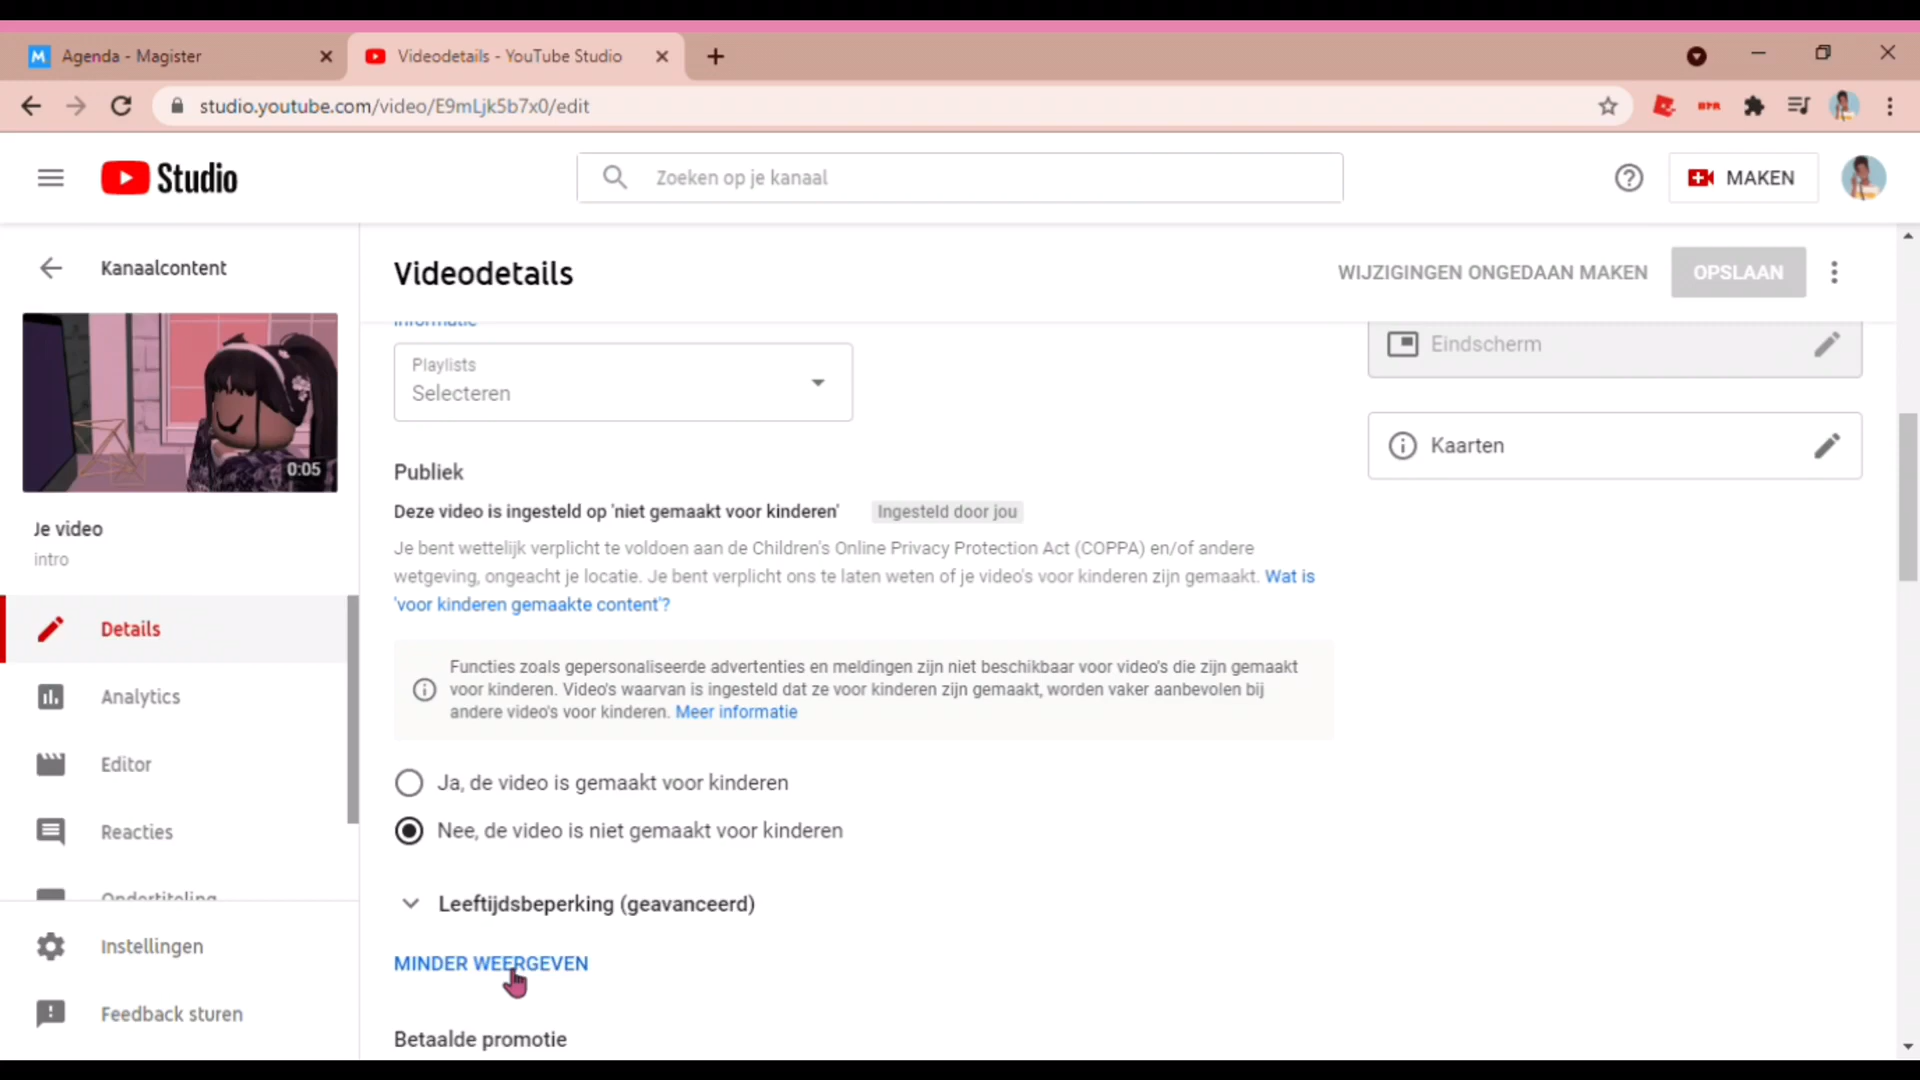 Agenda - Magister
Videodetails - YouTube Studio
studio.youtube.com/video/E9mLjk5b7x0/edit
Studio
Zoeken op je kanaal
MAKEN
Kanaalcontent
Videodetails
WIJZIGINGEN ONGEDAAN MAKEN
OPSLAAN
informatie
Playlists
Selecteren
Eindscherm
Kaarten
0:05
Je video
intro
Publiek
Deze video is ingesteld op 'niet gemaakt voor kinderen' Ingesteld door jou
Je bent wettelijk verplicht te voldoen aan de Children's Online Privacy Protection Act (COPPA) en/of andere
wetgeving, ongeacht je locatie. Je bent verplicht ons te laten weten of je video's voor kinderen zijn gemaakt. Wat is
'voor kinderen gemaakte content'?
Functies zoals gepersonaliseerde advertenties en meldingen zijn niet beschikbaar voor video's die zijn gemaakt
voor kinderen. Video's waarvan is ingesteld dat ze voor kinderen zijn gemaakt, worden vaker aanbevolen bij
andere video's voor kinderen. Meer informatie
Ja, de video is gemaakt voor kinderen
Nee, de video is niet gemaakt voor kinderen
Leeftijdsbeperking (geavanceerd)
MINDER WEERGEVEN
Betaalde promotie
Details
Analytics
Editor
Reacties
Ondertiteling
Instellingen
Feedback sturen